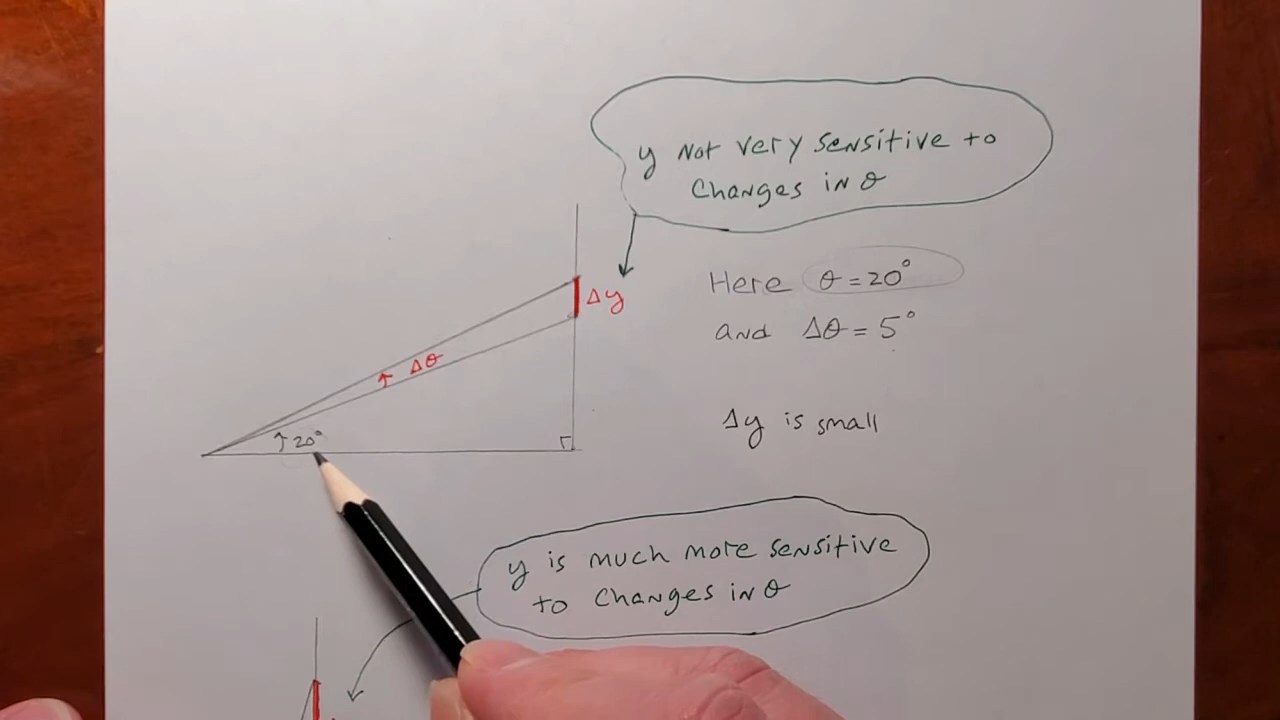 y Not very sensitive to
changes in θ
Here θ = 20°
and Δθ = 5°
Δy
Δθ
20°
Δy is small
y is much more sensitive
to changes in θ